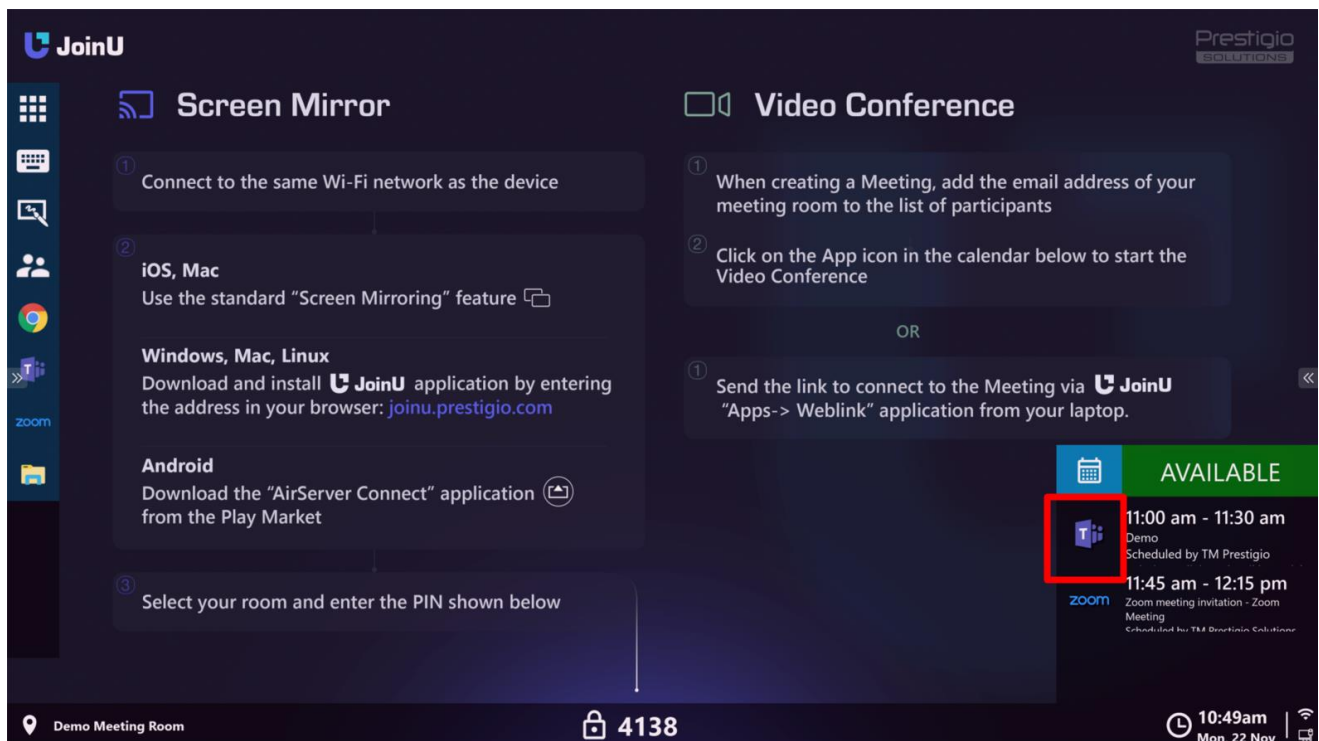 JoinU
Prestigio
SOLUTIONS
Screen Mirror
1
Connect to the same Wi-Fi network as the device
2
iOS, Mac
Use the standard “Screen Mirroring” feature
Windows, Mac, Linux
Download and install JoinU application by entering
the address in your browser: joinu.prestigio.com
Android
Download the “AirServer Connect” application
from the Play Market
3
Select your room and enter the PIN shown below
Video Conference
1
When creating a Meeting, add the email address of your
meeting room to the list of participants
2
Click on the App icon in the calendar below to start the
Video Conference
OR
1
Send the link to connect to the Meeting via JoinU
“Apps-> Weblink” application from your laptop.
T
zoom
AVAILABLE
T
11:00 am - 11:30 am
Demo
Scheduled by TM Prestigio
zoom
11:45 am - 12:15 pm
Zoom meeting invitation - Zoom
Meeting
Scheduled by TM Prestigio Solutions
Demo Meeting Room
4138
10:49am
Mon, 22 Nov